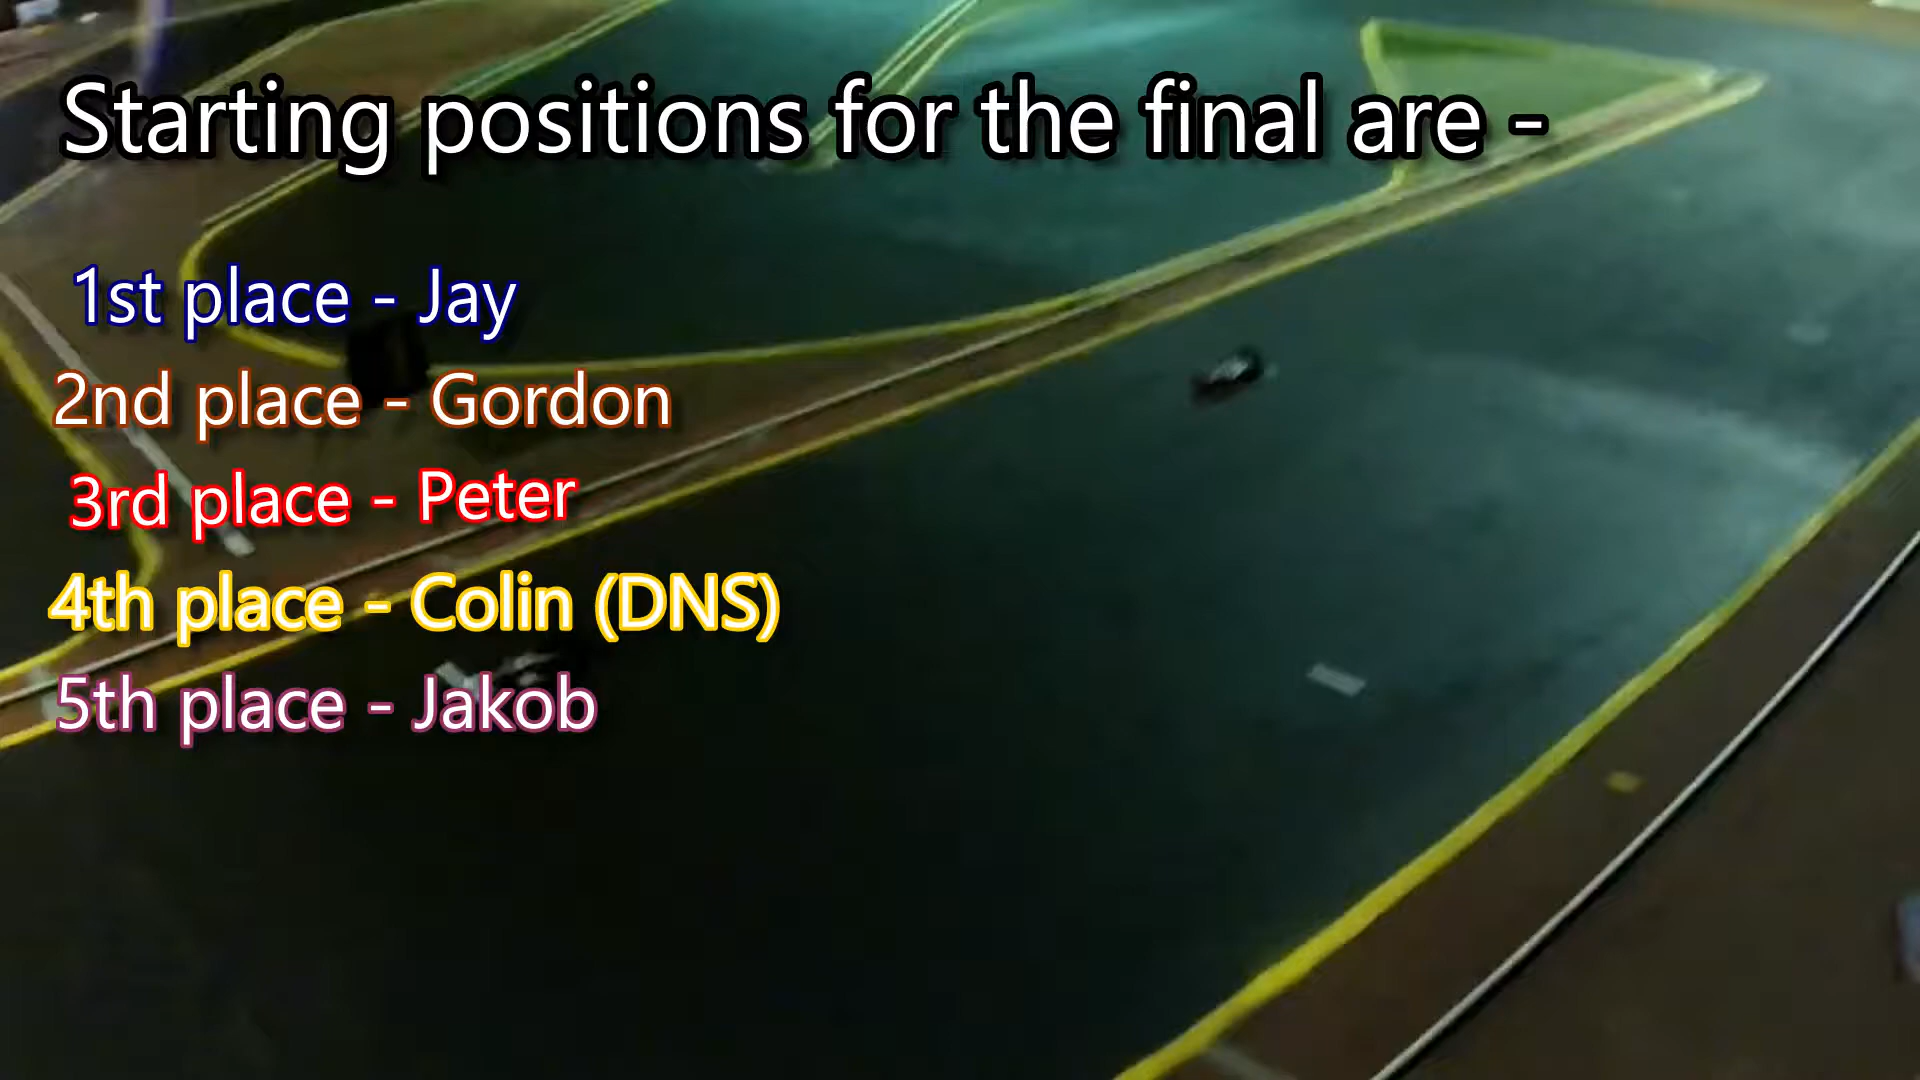 Starting positions for the final are -
1st place - Jay
2nd place - Gordon
3rd place - Peter
4th place - Colin (DNS)
5th place - Jakob